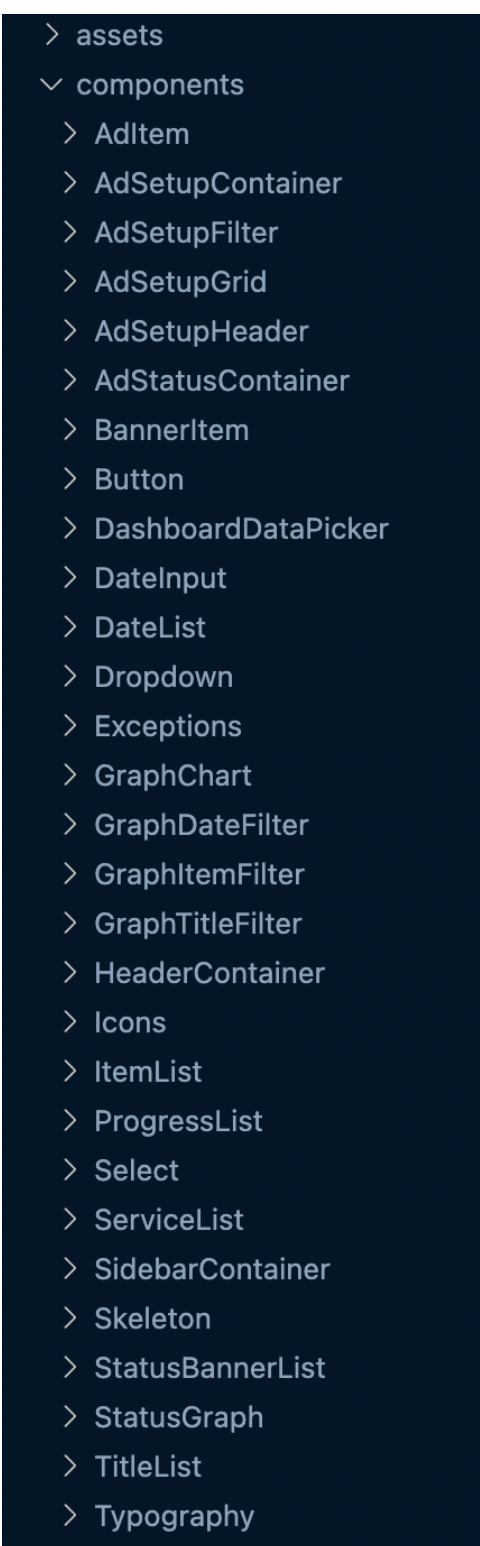 assets
components
AdItem
AdSetupContainer
AdSetupFilter
AdSetupGrid
AdSetupHeader
AdStatusContainer
BannerItem
Button
DashboardDataPicker
DateInput
DateList
Dropdown
Exceptions
GraphChart
GraphDateFilter
GraphItemFilter
GraphTitleFilter
HeaderContainer
Icons
ItemList
ProgressList
Select
ServiceList
SidebarContainer
Skeleton
StatusBannerList
StatusGraph
TitleList
Typography